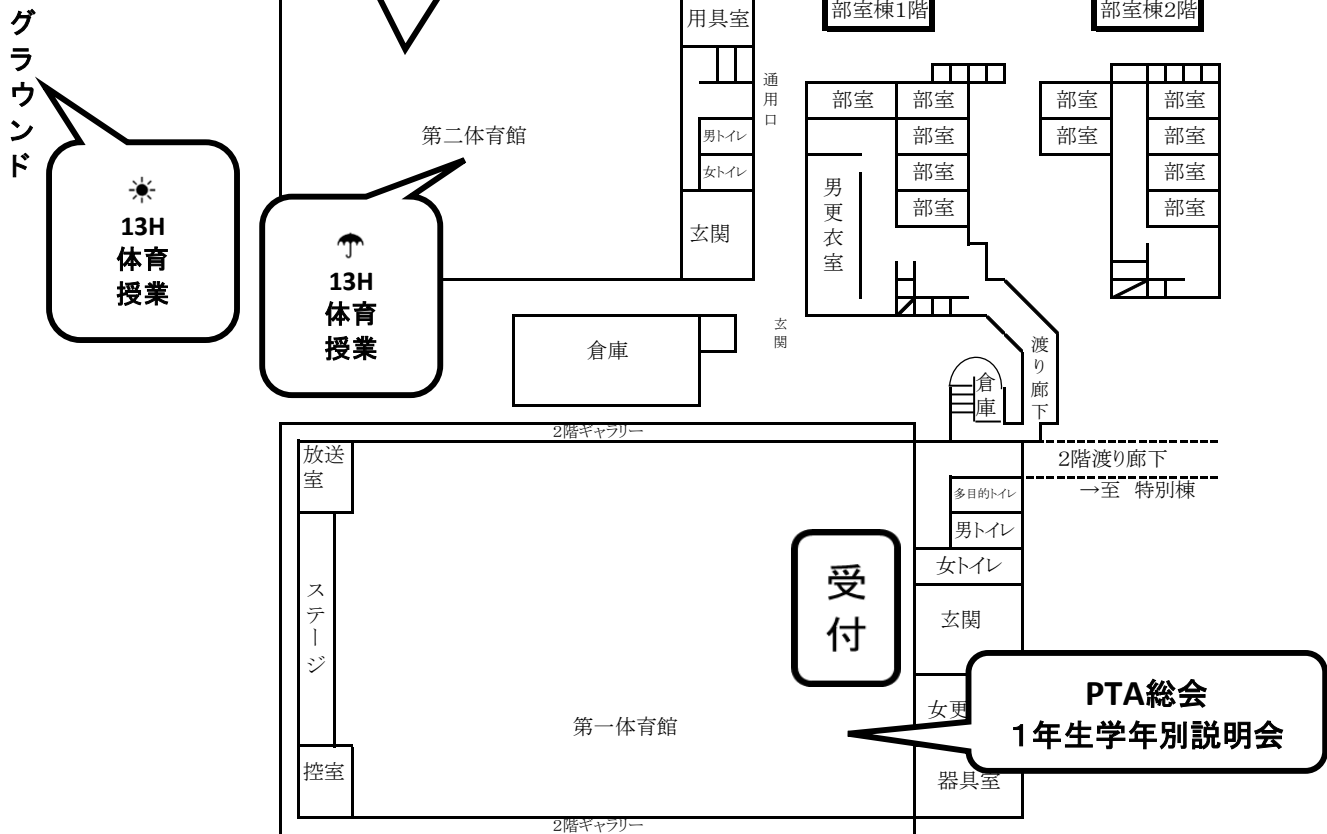 グラウンド
用具室
部室棟1階
部室棟2階
通用口
第二体育館
男トイレ
女トイレ
玄関
☀
13H
体育
授業
☂
13H
体育
授業
部室
部室
部室
部室
部室
男更衣室
部室
部室
部室
部室
部室
部室
倉庫
玄関
渡り廊下
倉庫
2階ギャラリー
放送室
2階渡り廊下
→至 特別棟
多目的トイレ
男トイレ
女トイレ
受付
玄関
ステージ
PTA総会
1年生学年別説明会
女更
第一体育館
控室
器具室
2階ギャラリー